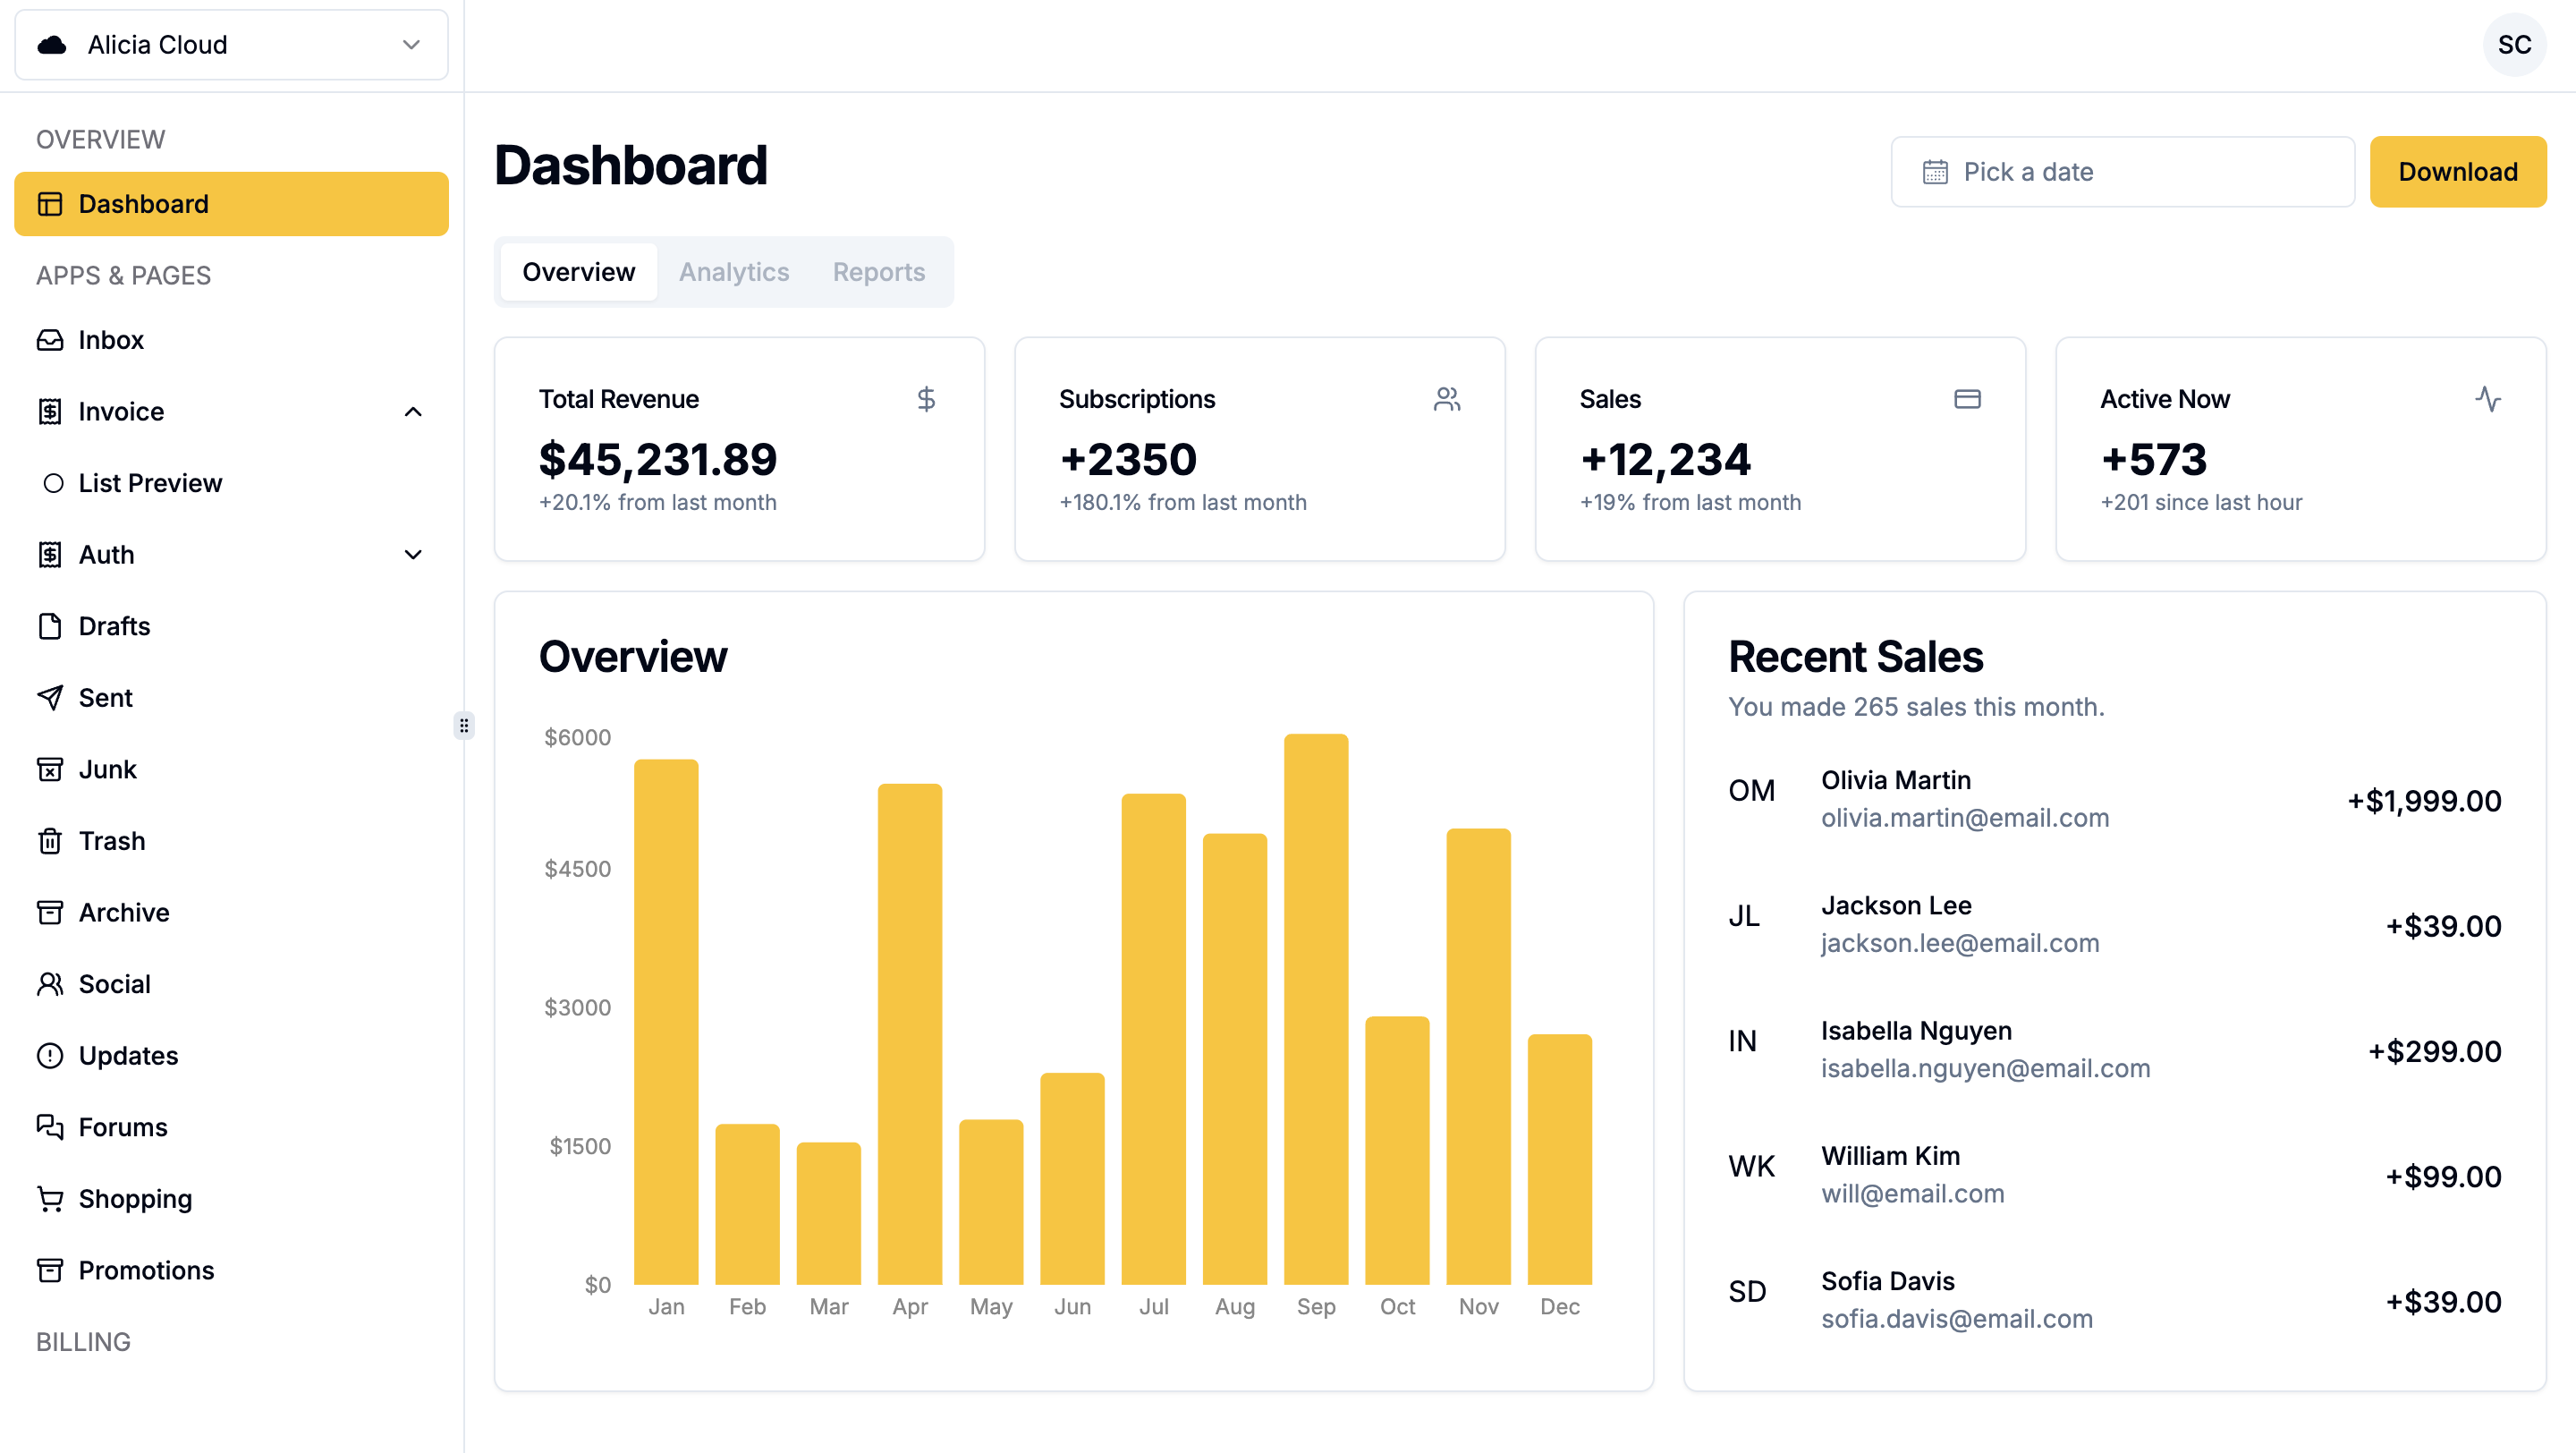 Alicia Cloud
SC
OVERVIEW
Dashboard
APPS & PAGES
Inbox
Invoice
List Preview
Auth
Drafts
Sent
Junk
Trash
Archive
Social
Updates
Forums
Shopping
Promotions
BILLING
Dashboard
Pick a date
Download
Overview Analytics Reports
Total Revenue
$45,231.89
+20.1% from last month
Subscriptions
+2350
+180.1% from last month
Sales
+12,234
+19% from last month
Active Now
+573
+201 since last hour
Overview
$6000
$4500
$3000
$1500
$0
Jan Feb Mar Apr May Jun Jul Aug Sep Oct Nov Dec
Recent Sales
You made 265 sales this month.
OM
Olivia Martin
olivia.martin@email.com
+$1,999.00
JL
Jackson Lee
jackson.lee@email.com
+$39.00
IN
Isabella Nguyen
isabella.nguyen@email.com
+$299.00
WK
William Kim
will@email.com
+$99.00
SD
Sofia Davis
sofia.davis@email.com
+$39.00